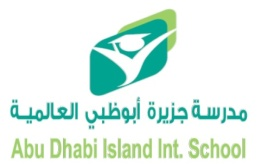 مدرسة جزيرة أبوظبي العالمية
Abu Dhabi Island Int. School